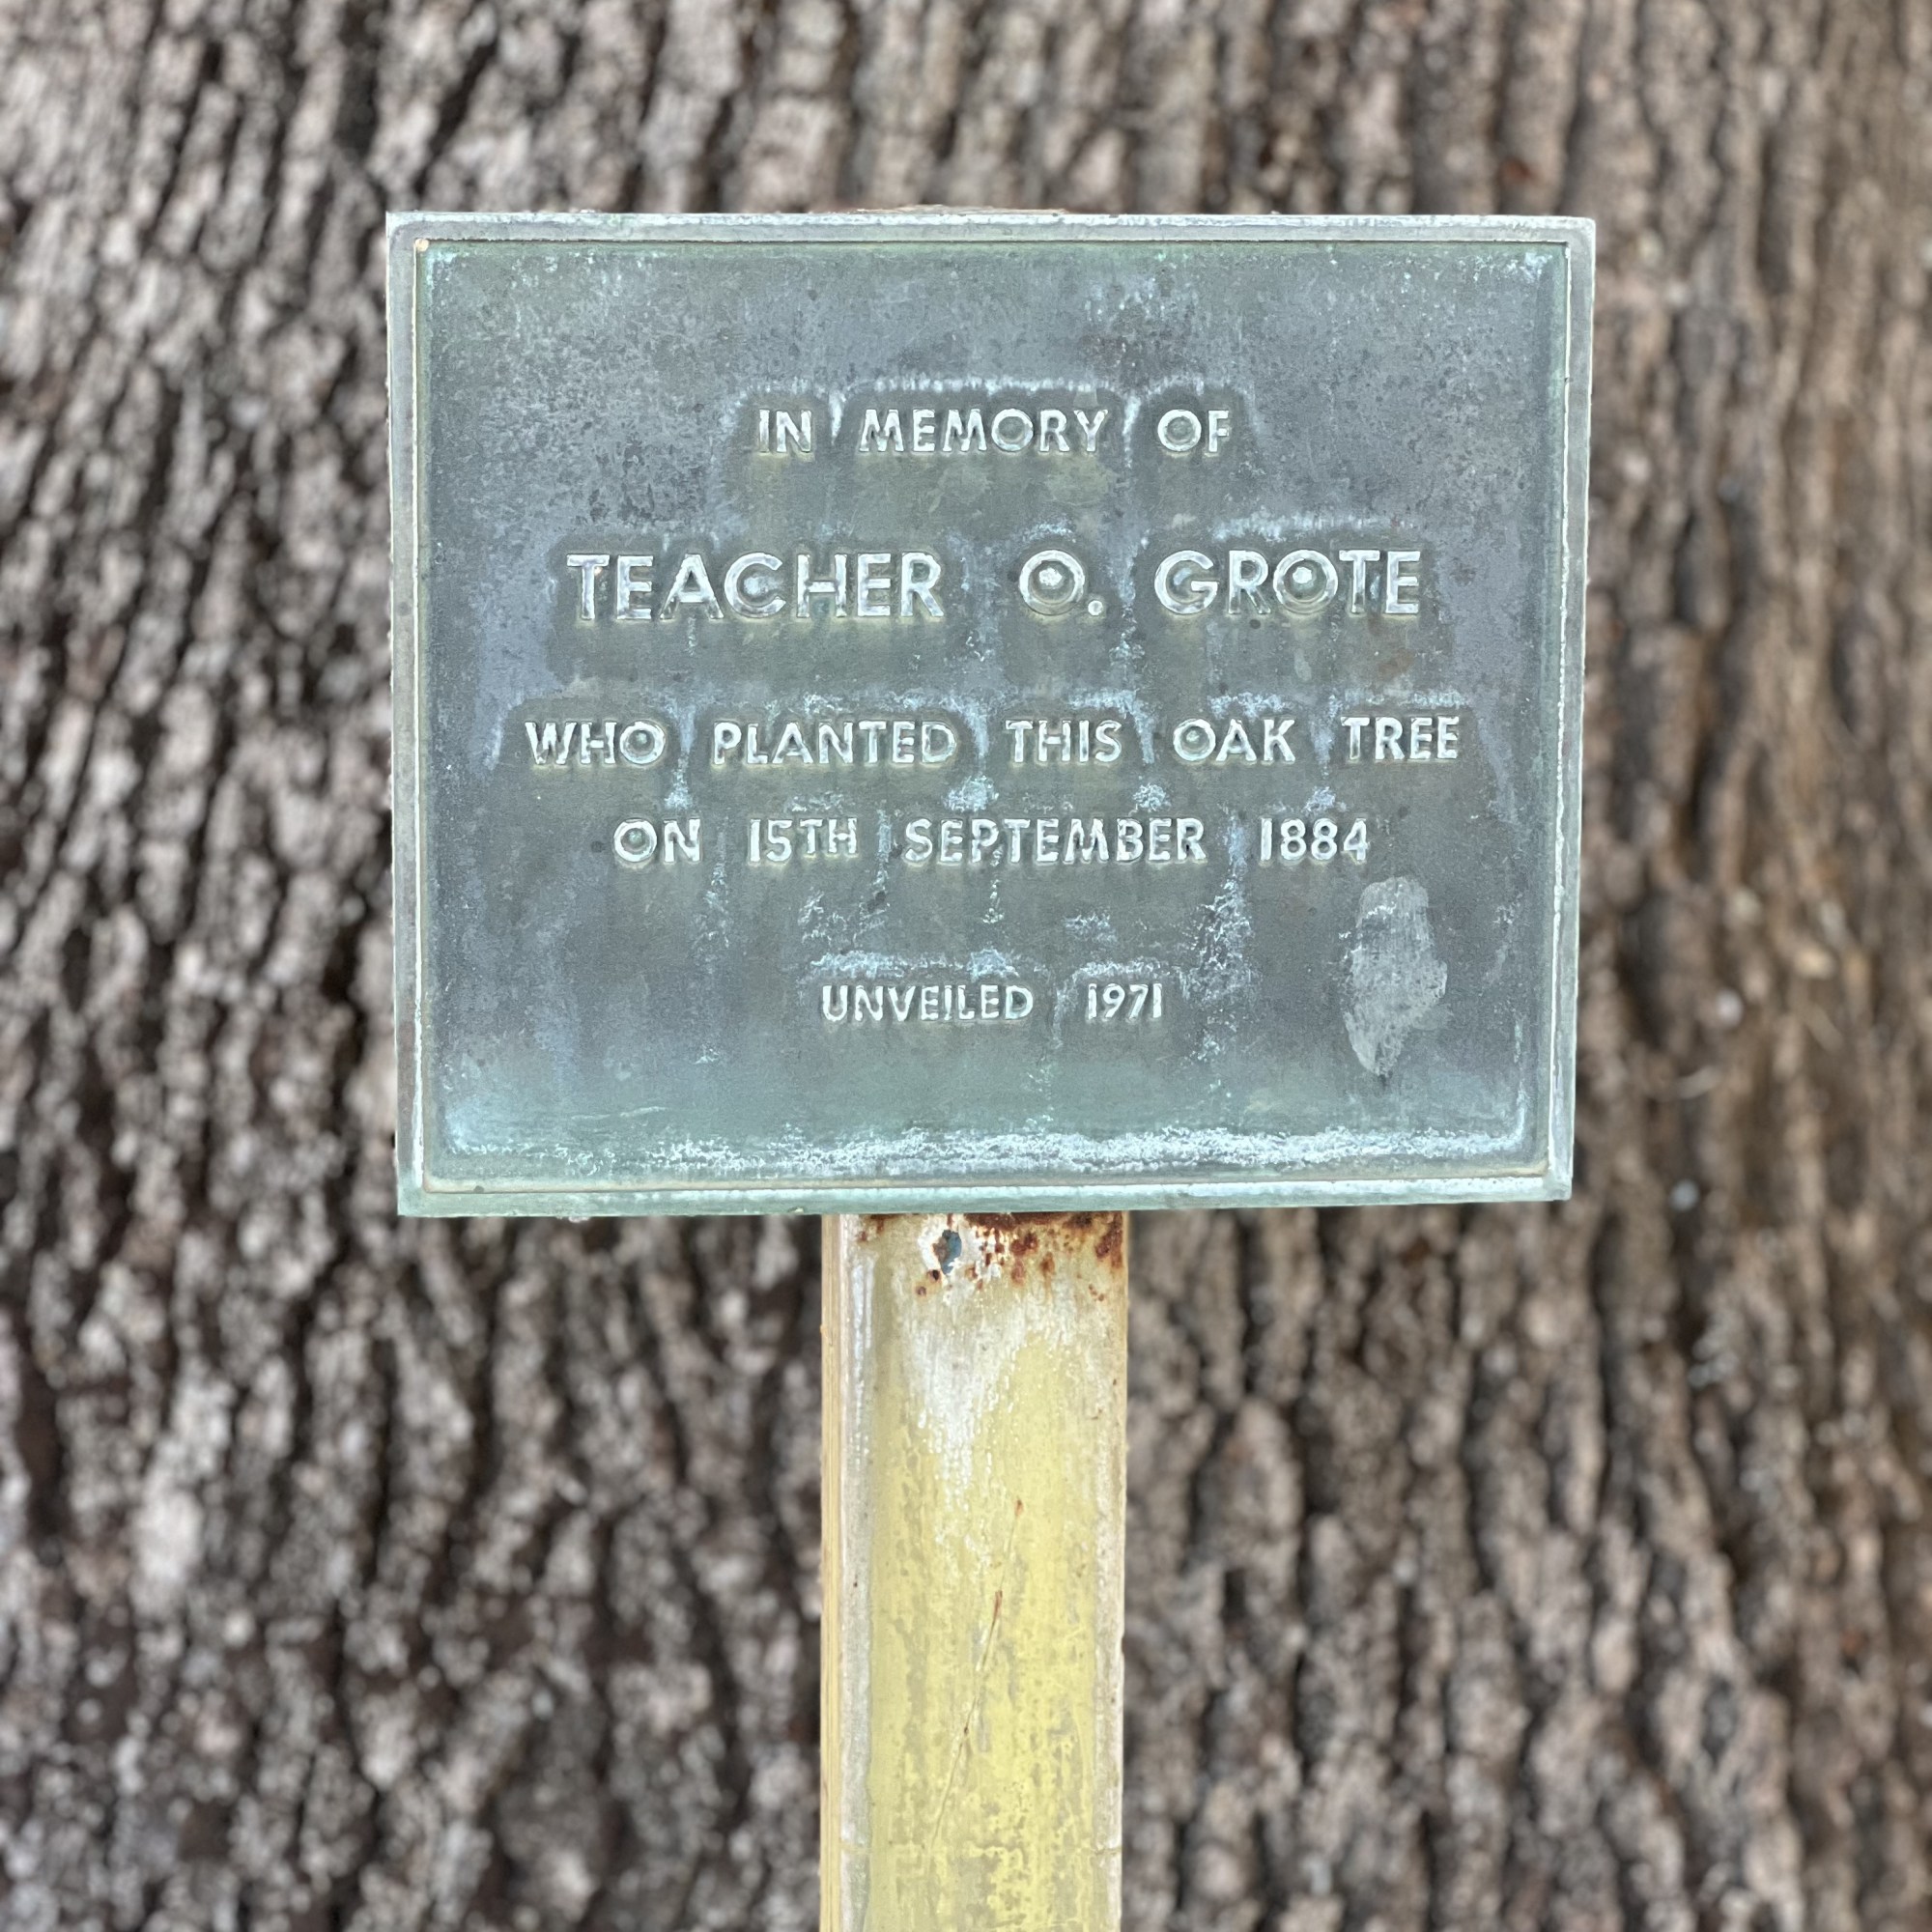 IN MEMORY OF
TEACHER O. GROTE
WHO PLANTED THIS OAK TREE
ON 15TH SEPTEMBER 1884
UNVEILED 1971